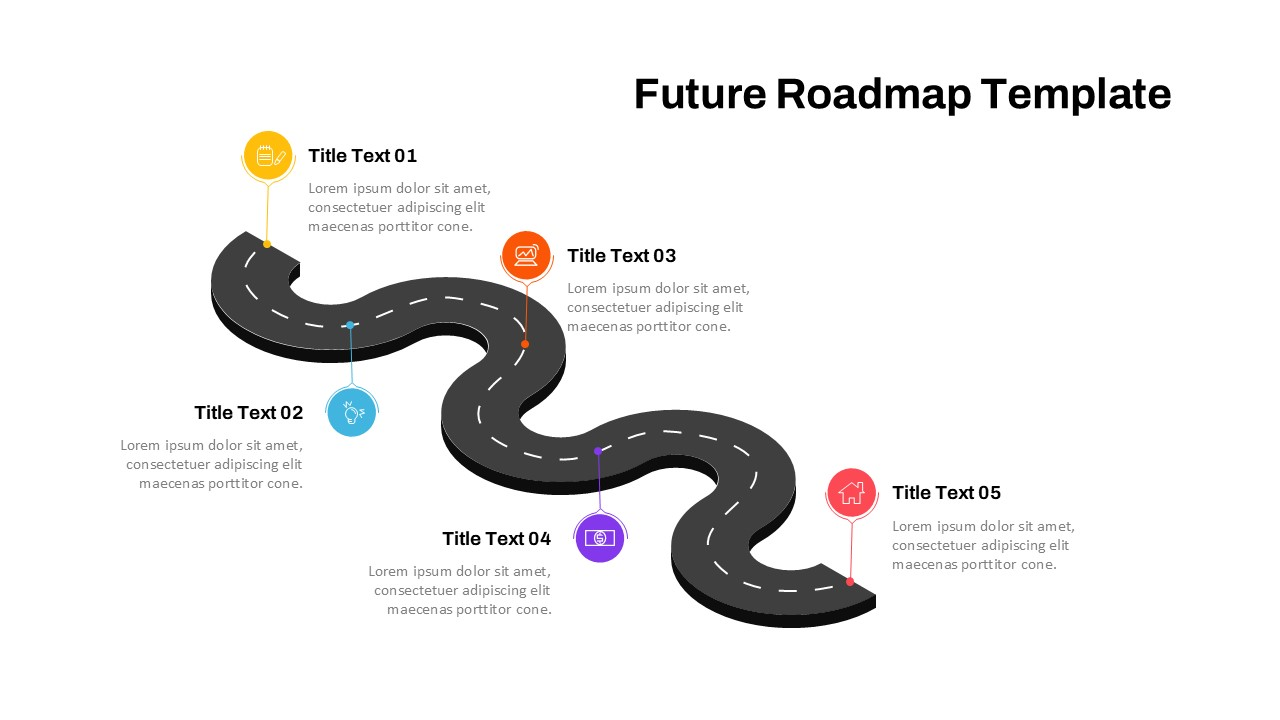 Future Roadmap Template
Title Text 01
Lorem ipsum dolor sit amet,
consectetuer adipiscing elit
maecenas porttitor cone.
Title Text 02
Lorem ipsum dolor sit amet,
consectetuer adipiscing elit
maecenas porttitor cone.
Title Text 03
Lorem ipsum dolor sit amet,
consectetuer adipiscing elit
maecenas porttitor cone.
Title Text 04
Lorem ipsum dolor sit amet,
consectetuer adipiscing elit
maecenas porttitor cone.
Title Text 05
Lorem ipsum dolor sit amet,
consectetuer adipiscing elit
maecenas porttitor cone.